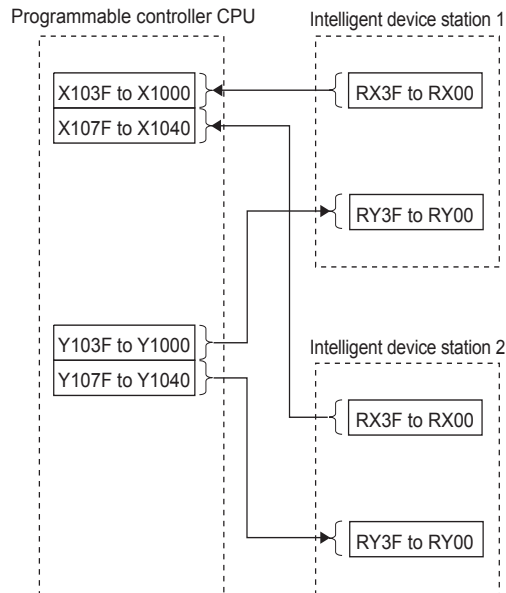 Programmable controller CPU
Intelligent device station 1
X103F to X1000
X107F to X1040
RX3F to RX00
RY3F to RY00
Y103F to Y1000
Y107F to Y1040
Intelligent device station 2
RX3F to RX00
RY3F to RY00